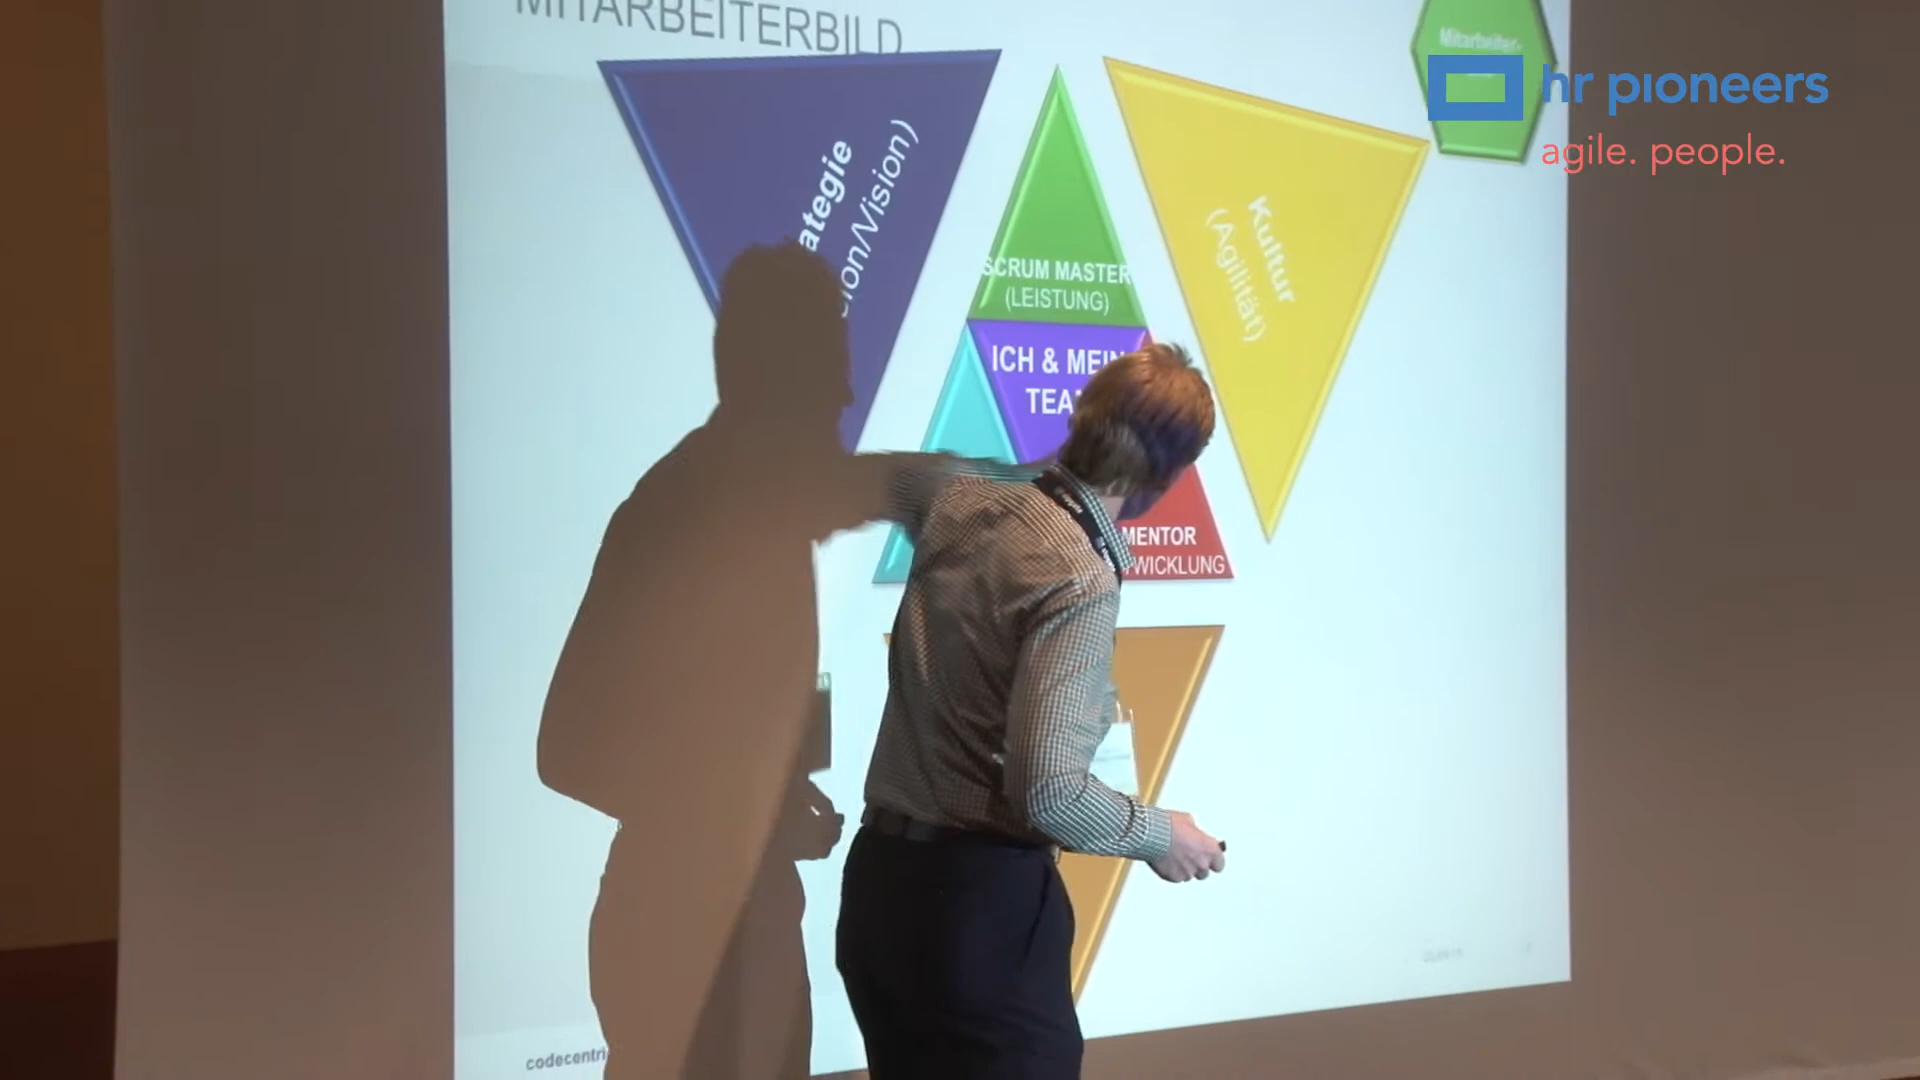 MITARBEITERBILD
Mitarbeiter-
hr pioneers
agile. people.
ategie
ion/Vision)
Kultur
(Agilität)
SCRUM MASTER
(LEISTUNG)
ICH & MEIN
TEA
MENTOR
WICKLUNG
codecentri